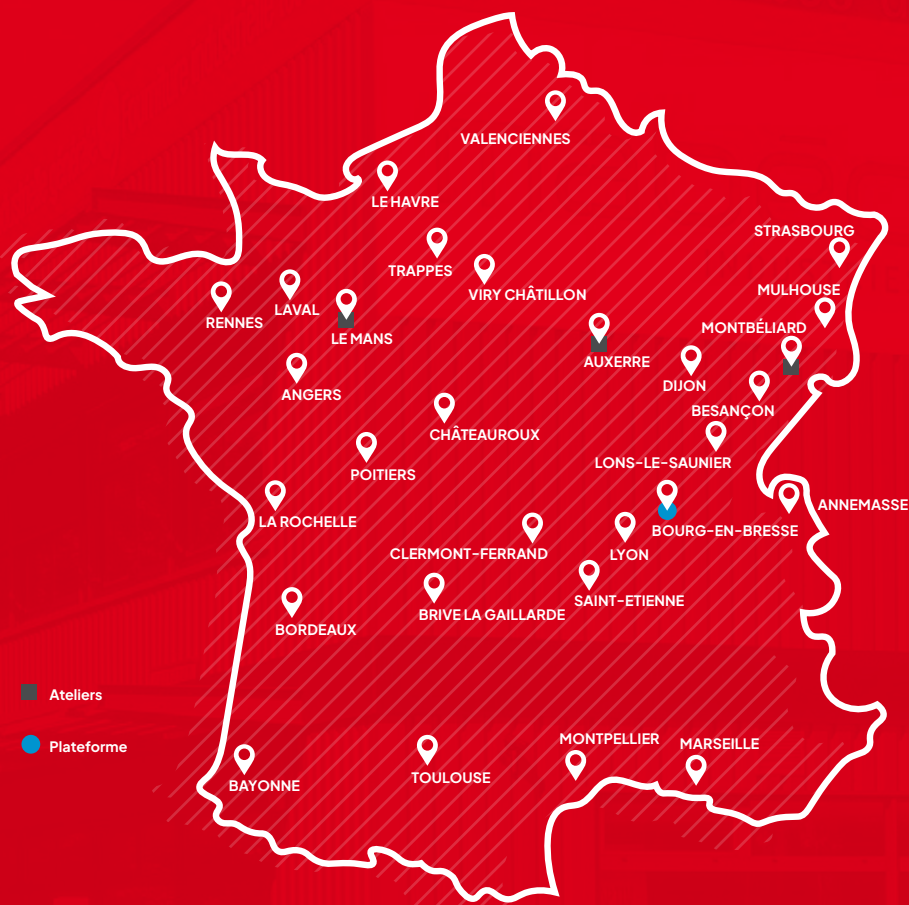 VALENCIENNES
LE HAVRE
STRASBOURG
TRAPPES
VIRY CHÂTILLON
MULHOUSE
LAVAL
RENNES
LE MANS
MONTBÉLIARD
AUXERRE
DIJON
ANGERS
BESANÇON
CHÂTEAUROUX
LONS-LE-SAUNIER
POITIERS
ANNEMASSE
LA ROCHELLE
BOURG-EN-BRESSE
CLERMONT-FERRAND
LYON
SAINT-ETIENNE
BRIVE LA GAILLARDE
BORDEAUX
Ateliers
Plateforme
MONTPELLIER
MARSEILLE
TOULOUSE
BAYONNE